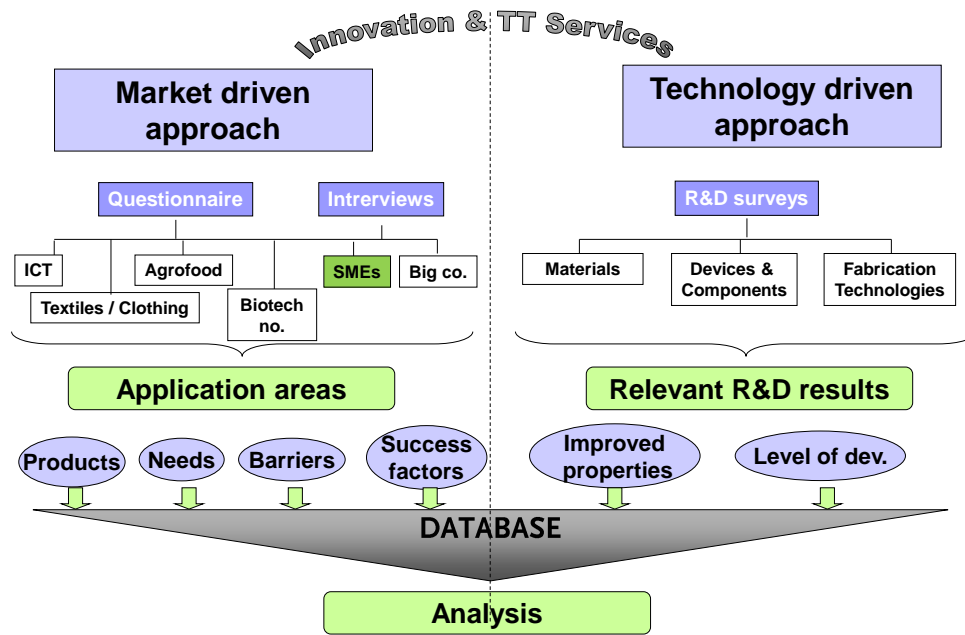 Innovation & TT Services
Market driven
approach
Technology driven
approach
Questionnaire
Intrerviews
R&D surveys
ICT
Agrofood
SMEs
Big co.
Textiles / Clothing
Biotech
no.
Materials
Devices &
Components
Fabrication
Technologies
Application areas
Relevant R&D results
Products
Needs
Barriers
Success
factors
Improved
properties
Level of dev.
DATABASE
Analysis